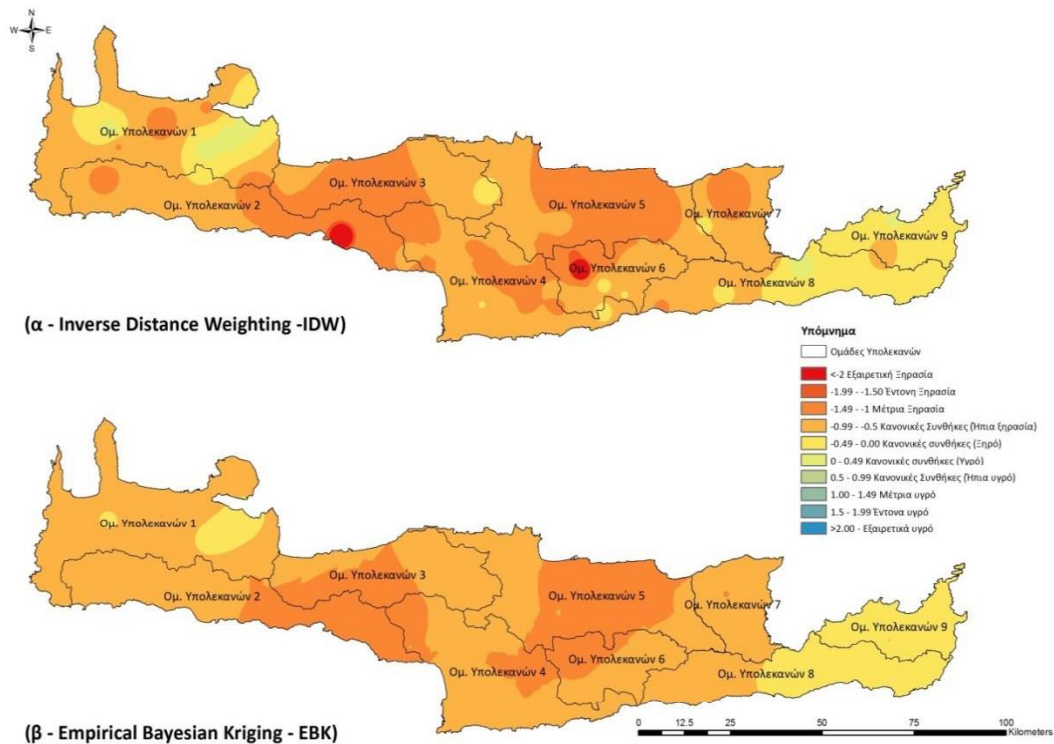 N
W E
S
Ομ. Υπολεκανών 1
Ομ. Υπολεκανών 2
Ομ. Υπολεκανών 3
Ομ. Υπολεκανών 4
Ομ. Υπολεκανών 5
Ομ. Υπολεκανών 6
Ομ. Υπολεκανών 7
Ομ. Υπολεκανών 8
Ομ. Υπολεκανών 9
(α - Inverse Distance Weighting -IDW)
Υπόμνημα
Ομάδες Υπολεκανών
<-2 Εξαιρετική Ξηρασία
-1.99 - -1.50 Έντονη Ξηρασία
-1.49 - -1 Μέτρια Ξηρασία
-0.99 - -0.5 Κανονικές Συνθήκες (Ήπια ξηρασία)
-0.49 - 0.00 Κανονικές συνθήκες (Ξηρό)
0 - 0.49 Κανονικές συνθήκες (Υγρό)
0.5 - 0.99 Κανονικές Συνθήκες (Ήπια υγρό)
1.00 - 1.49 Μέτρια υγρό
1.5 - 1.99 Έντονα υγρό
>2.00 - Εξαιρετικά υγρό
Ομ. Υπολεκανών 1
Ομ. Υπολεκανών 2
Ομ. Υπολεκανών 3
Ομ. Υπολεκανών 4
Ομ. Υπολεκανών 5
Ομ. Υπολεκανών 6
Ομ. Υπολεκανών 7
Ομ. Υπολεκανών 8
Ομ. Υπολεκανών 9
(β - Empirical Bayesian Kriging - EBK)
0 12.5 25 50 75 100
Kilometers